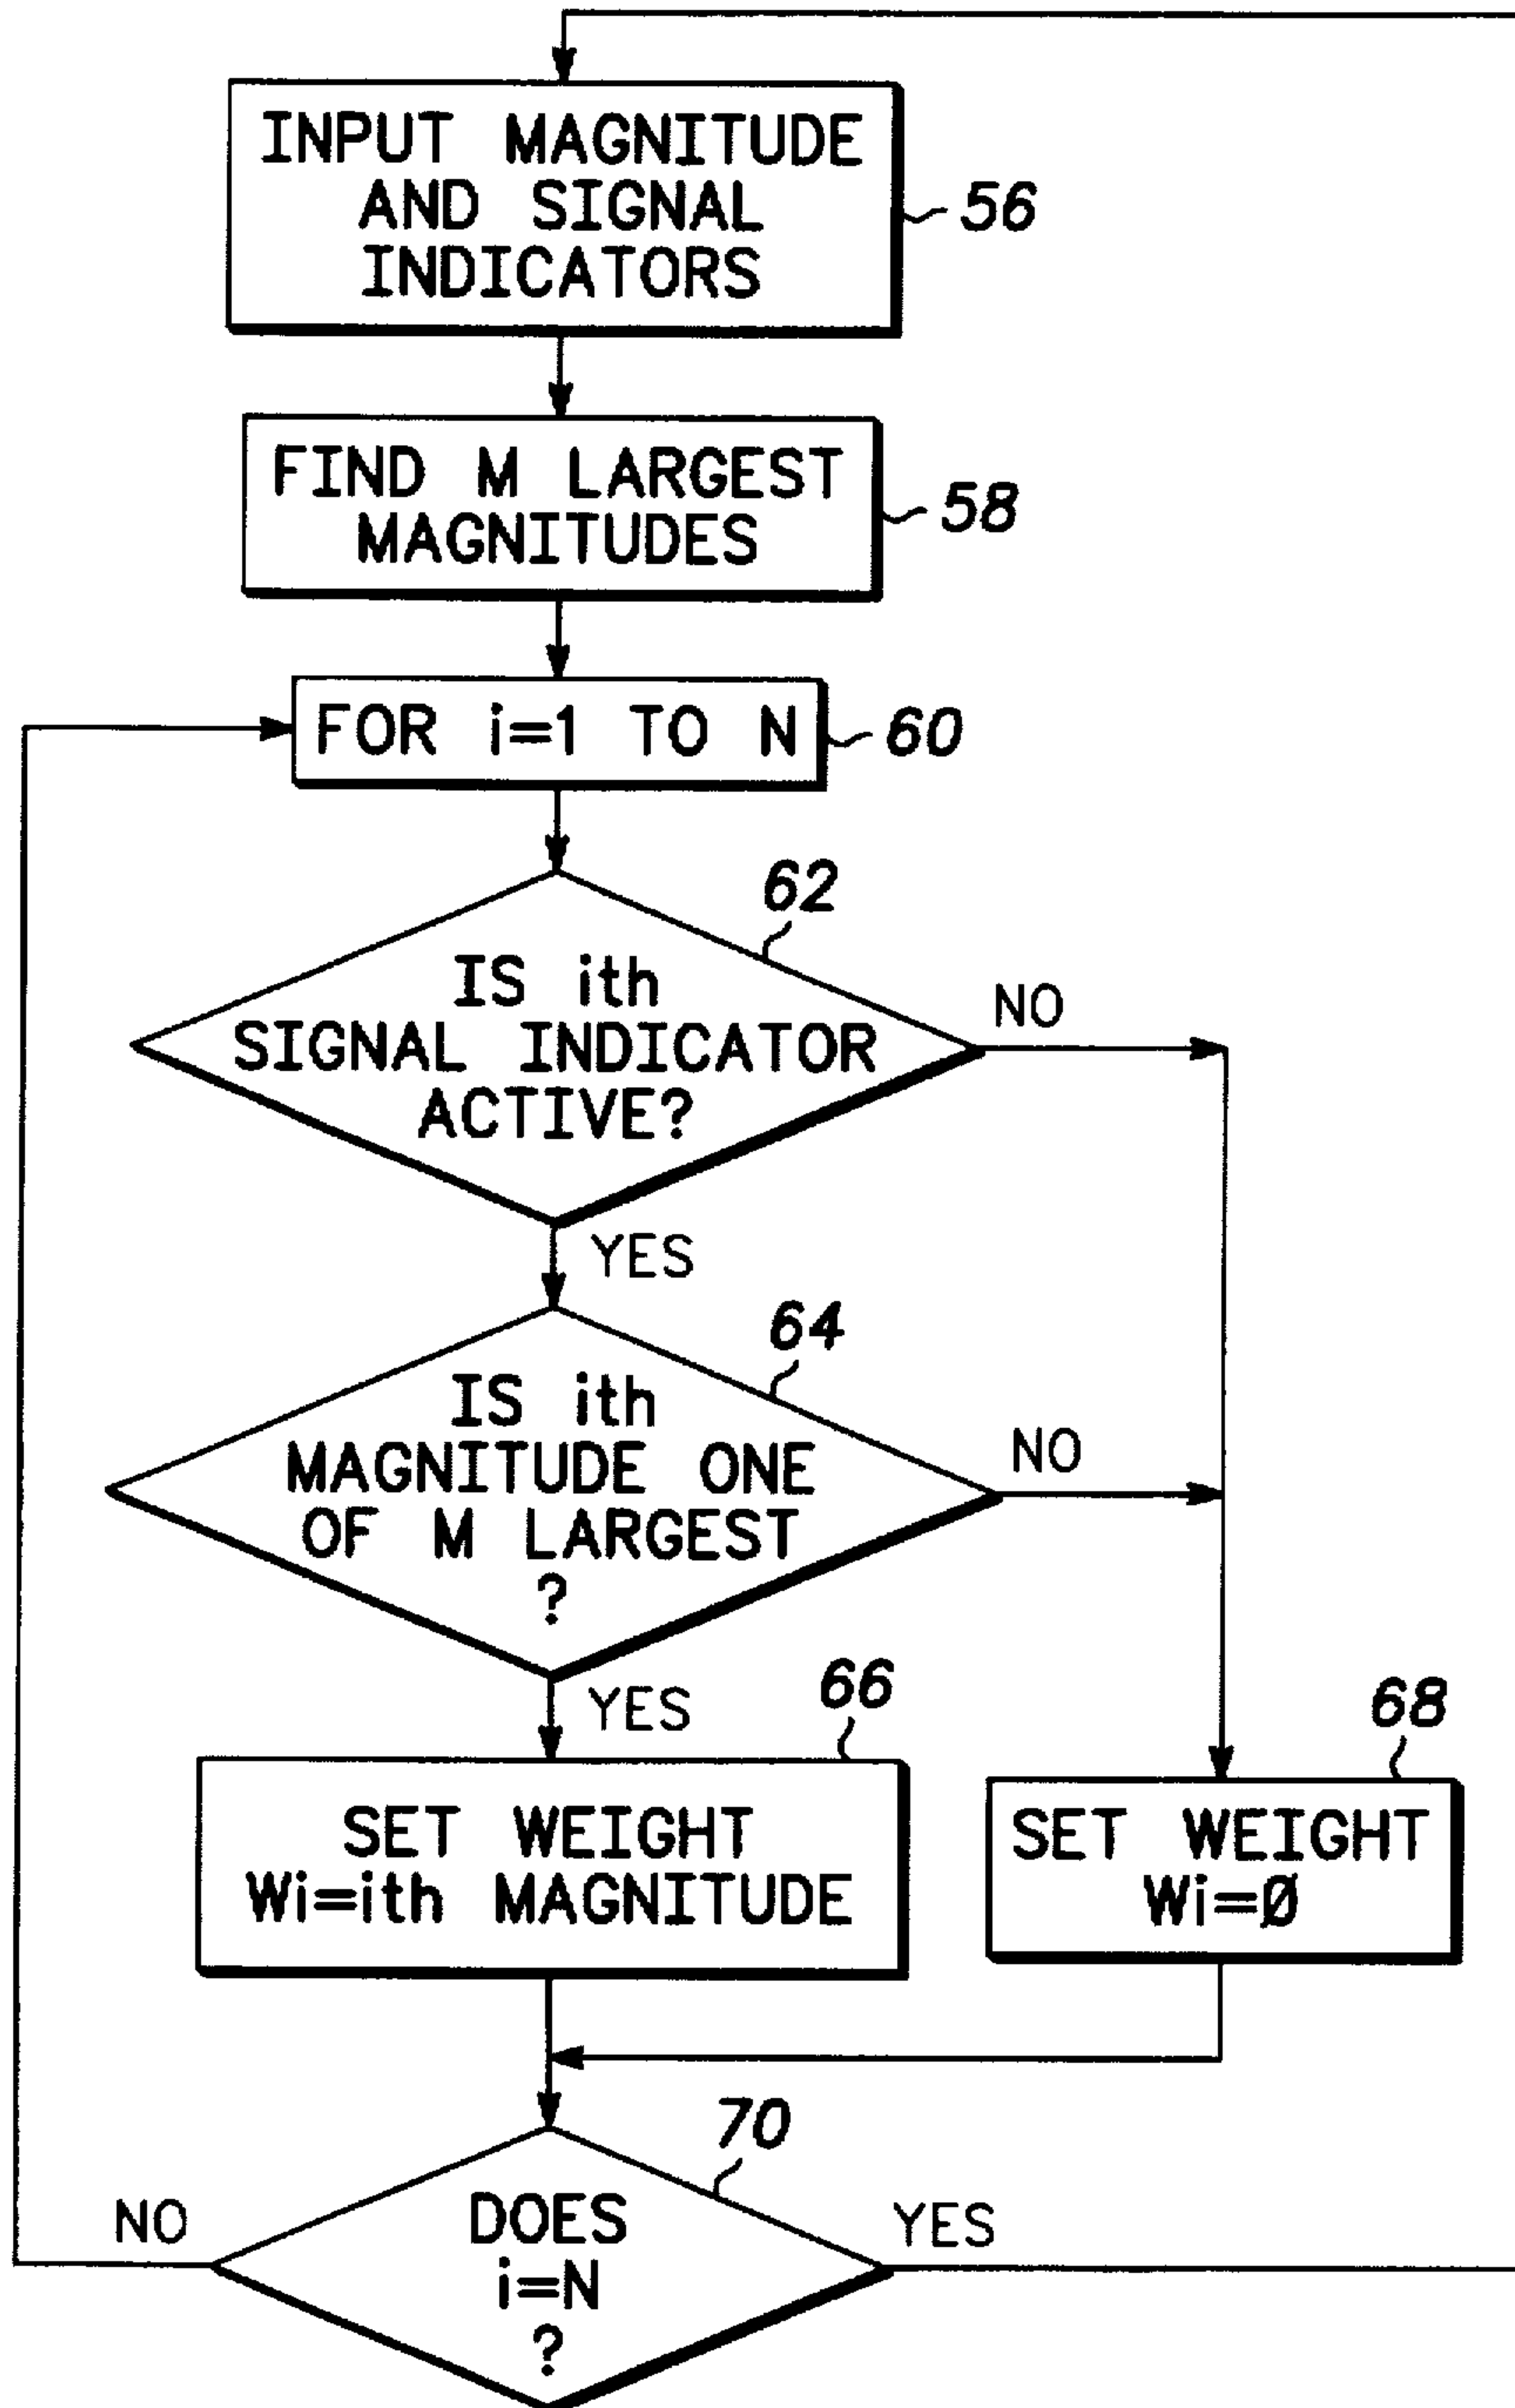 INPUT MAGNITUDE
AND SIGNAL
INDICATORS
56
FIND M LARGEST
MAGNITUDES
58
FOR i=1 TO N
60
62
IS ith
SIGNAL INDICATOR
ACTIVE?
NO
YES
64
IS ith
MAGNITUDE ONE
OF M LARGEST
?
NO
YES
66
SET WEIGHT
Wi=ith MAGNITUDE
68
SET WEIGHT
Wi=Ø
70
NO
DOES
i=N
?
YES